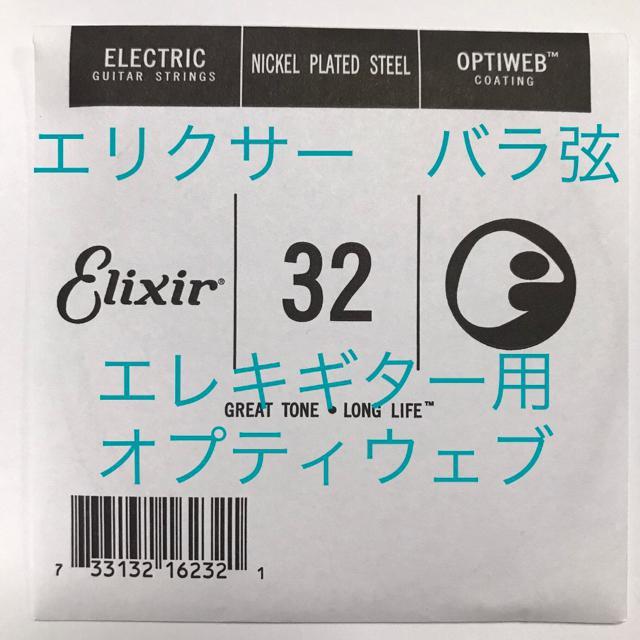 ELECTRIC
GUITAR STRINGS
NICKEL PLATED STEEL
OPTIWEB™
COATING
エリクサー　バラ弦
Elixir®
32
エレキギター用
GREAT TONE • LONG LIFE™
オプティウェブ
7 33132 16232 1